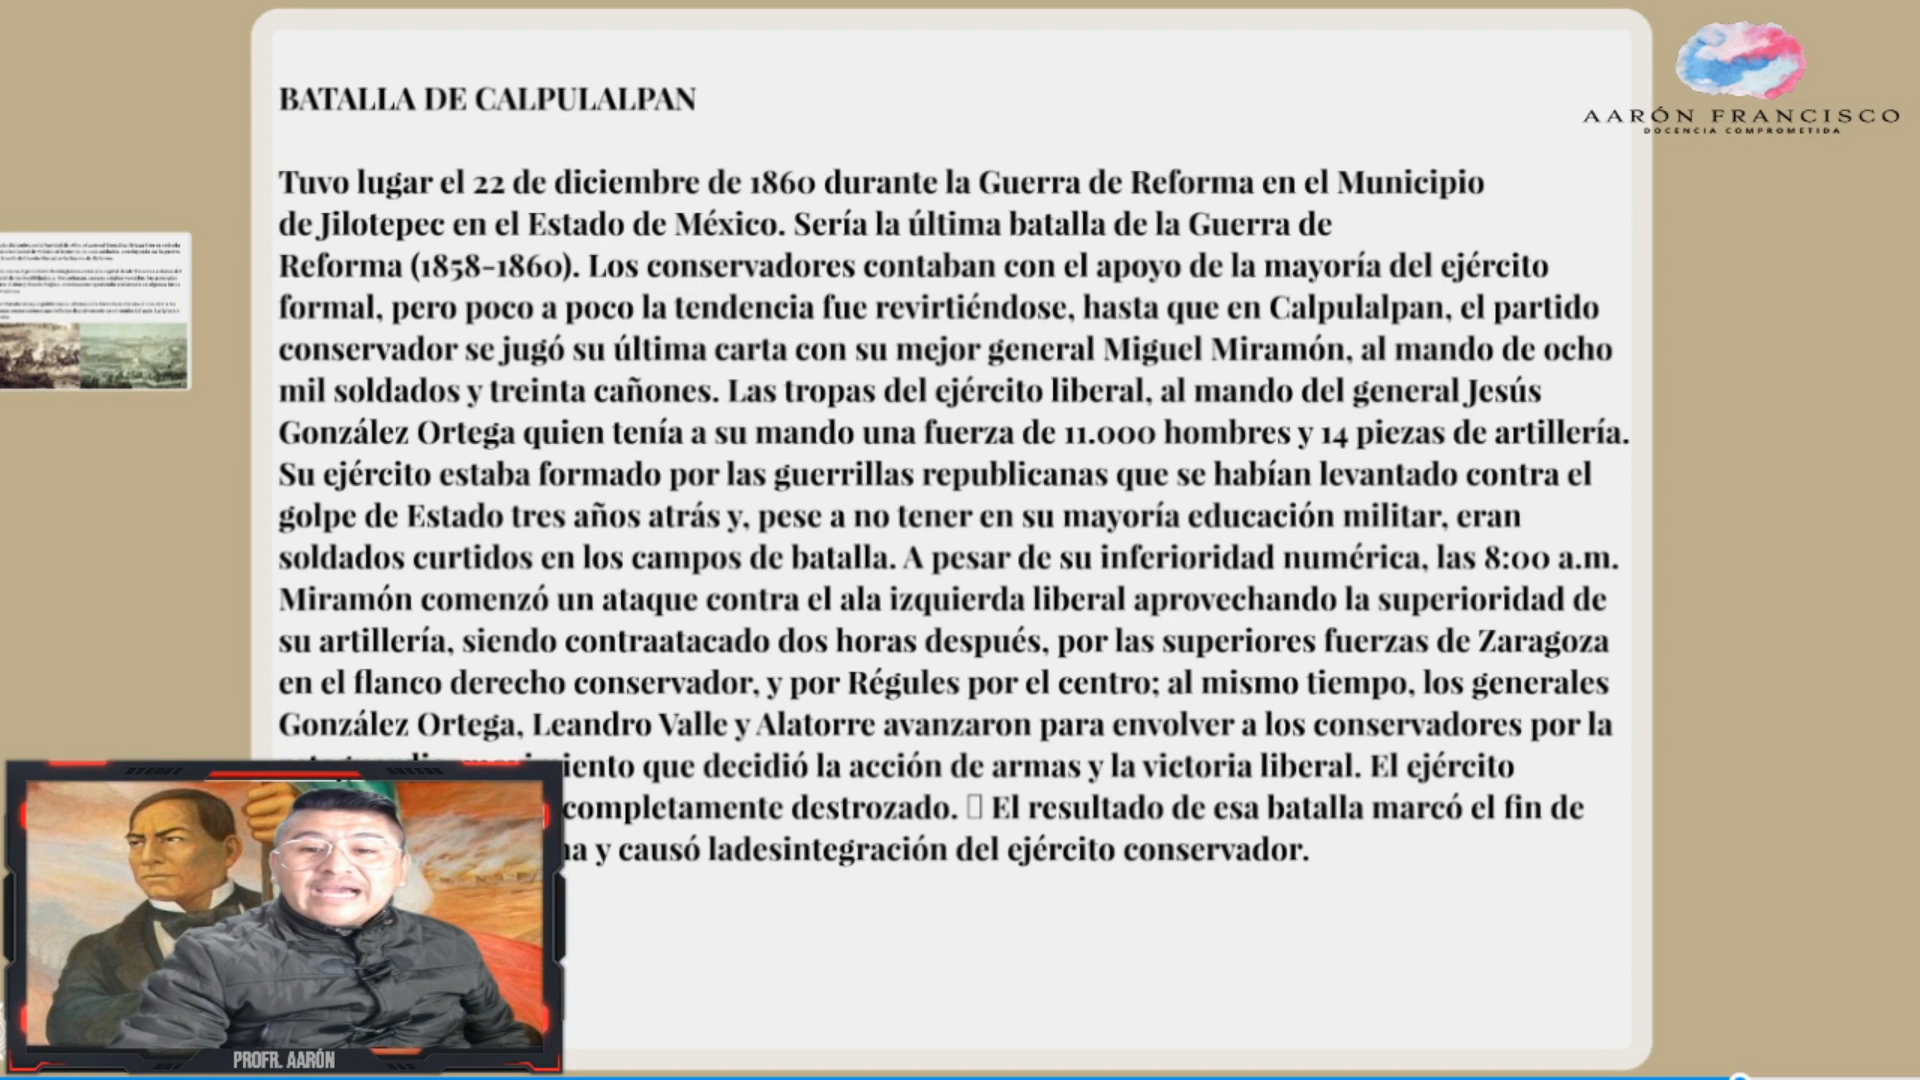 BATALLA DE CALPULALPAN
AARÓN FRANCISCO
DOCENCIA COMPROMETIDA
Tuvo lugar el 22 de diciembre de 1860 durante la Guerra de Reforma en el Municipio
de Jilotepec en el Estado de México. Sería la última batalla de la Guerra de
Reforma (1858-1860). Los conservadores contaban con el apoyo de la mayoría del ejército
formal, pero poco a poco la tendencia fue revirtiéndose, hasta que en Calpulalpan, el partido
conservador se jugó su última carta con su mejor general Miguel Miramón, al mando de ocho
mil soldados y treinta cañones. Las tropas del ejército liberal, al mando del general Jesús
González Ortega quien tenía a su mando una fuerza de 11.000 hombres y 14 piezas de artillería.
Su ejército estaba formado por las guerrillas republicanas que se habían levantado contra el
golpe de Estado tres años atrás y, pese a no tener en su mayoría educación militar, eran
soldados curtidos en los campos de batalla. A pesar de su inferioridad numérica, las 8:00 a.m.
Miramón comenzó un ataque contra el ala izquierda liberal aprovechando la superioridad de
su artillería, siendo contraatacado dos horas después, por las superiores fuerzas de Zaragoza
en el flanco derecho conservador, y por Régules por el centro; al mismo tiempo, los generales
González Ortega, Leandro Valle y Alatorre avanzaron para envolver a los conservadores por la
que decidió la acción de armas y la victoria liberal. El ejército
completamente destrozado. El resultado de esa batalla marcó el fin de
y causó ladesintegración del ejército conservador.
PROFR. AARÓN